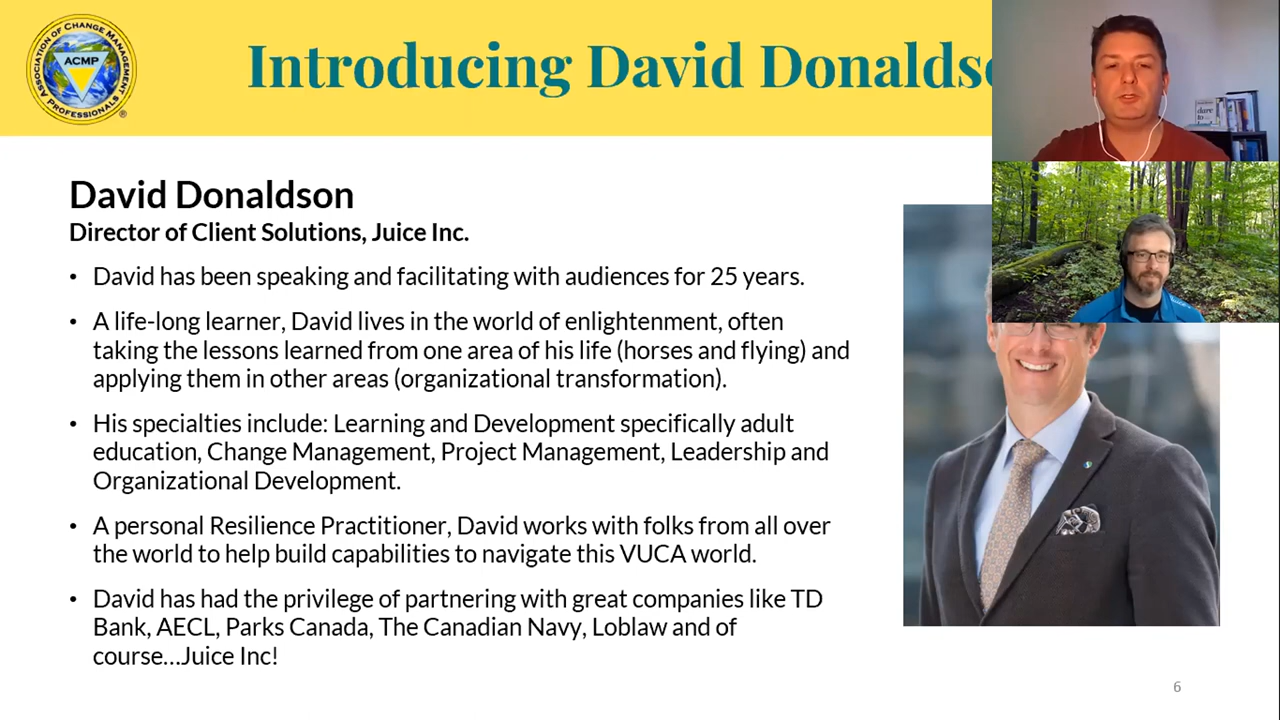 ASSOCIATION OF CHANGE MANAGEMENT PROFESSIONALS
ACMP
®
Introducing David Donalds
David Donaldson
Director of Client Solutions, Juice Inc.
• David has been speaking and facilitating with audiences for 25 years.
• A life-long learner, David lives in the world of enlightenment, often
taking the lessons learned from one area of his life (horses and flying) and
applying them in other areas (organizational transformation).
• His specialties include: Learning and Development specifically adult
education, Change Management, Project Management, Leadership and
Organizational Development.
• A personal Resilience Practitioner, David works with folks from all over
the world to help build capabilities to navigate this VUCA world.
• David has had the privilege of partnering with great companies like TD
Bank, AECL, Parks Canada, The Canadian Navy, Loblaw and of
course...Juice Inc!
dare
to
6